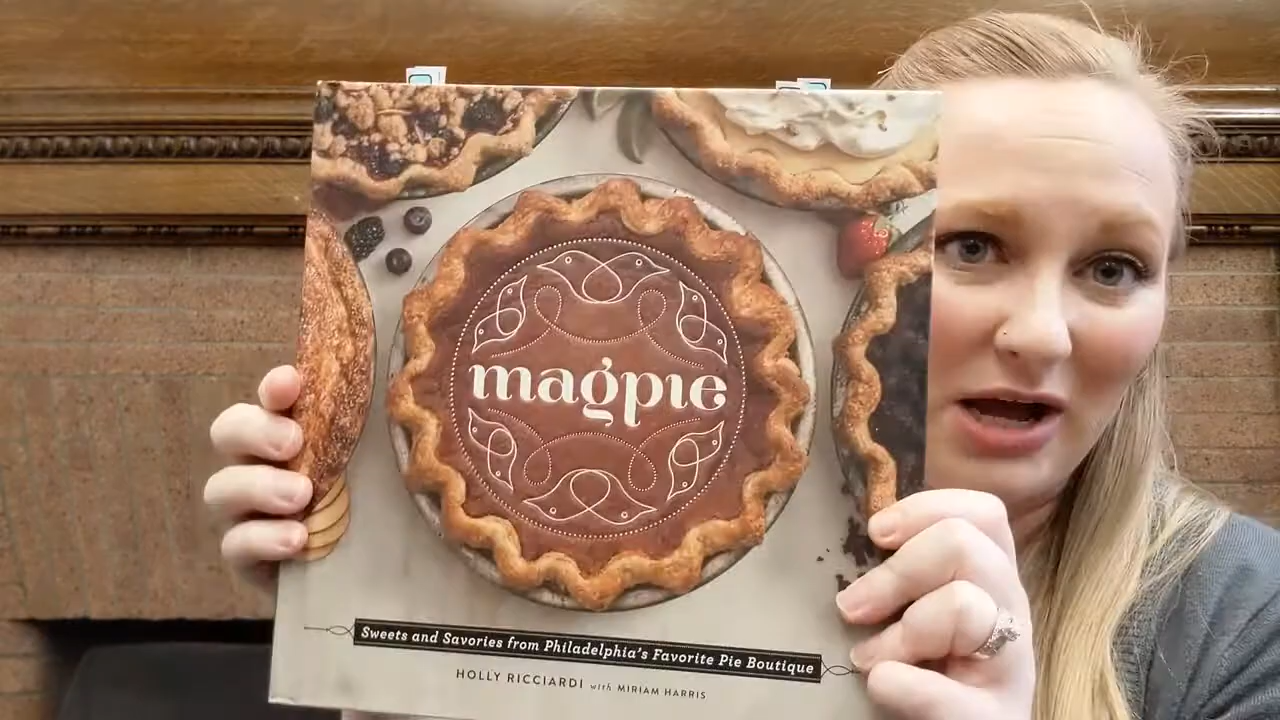 magpie
Sweets and Savories from Philadelphia's Favorite Pie Boutique
HOLLY RICCIARDI with MIRIAM HARRIS